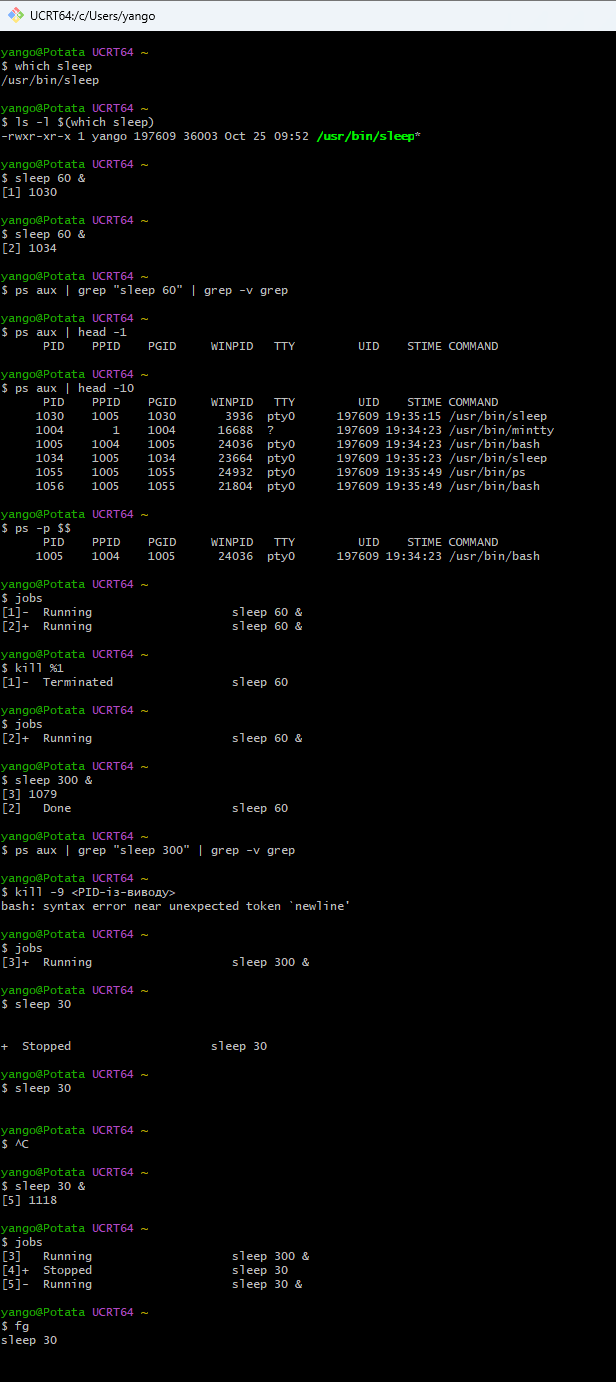 UCRT64:/c/Users/yango
yango@Potata UCRT64 ~
$ which sleep
/usr/bin/sleep
yango@Potata UCRT64 ~
$ ls -l $(which sleep)
-rwxr-xr-x 1 yango 197609 36003 Oct 25 09:52 /usr/bin/sleep*
yango@Potata UCRT64 ~
$ sleep 60 &
[1] 1030
yango@Potata UCRT64 ~
$ sleep 60 &
[2] 1034
yango@Potata UCRT64 ~
$ ps aux | grep "sleep 60" | grep -v grep
yango@Potata UCRT64 ~
$ ps aux | head -1
PID PPID PGID WINPID TTY UID STIME COMMAND
yango@Potata UCRT64 ~
$ ps aux | head -10
PID PPID PGID WINPID TTY UID STIME COMMAND
1030 1005 1030 3936 pty0 197609 19:35:15 /usr/bin/sleep
1004 1 1004 16688 ? 197609 19:34:23 /usr/bin/mintty
1005 1004 1005 24036 pty0 197609 19:34:23 /usr/bin/bash
1034 1005 1034 23664 pty0 197609 19:35:23 /usr/bin/sleep
1055 1005 1055 24932 pty0 197609 19:35:49 /usr/bin/ps
1056 1005 1055 21804 pty0 197609 19:35:49 /usr/bin/bash
yango@Potata UCRT64 ~
$ ps -p $$
PID PPID PGID WINPID TTY UID STIME COMMAND
1005 1004 1005 24036 pty0 197609 19:34:23 /usr/bin/bash
yango@Potata UCRT64 ~
$ jobs
[1]- Running sleep 60 &
[2]+ Running sleep 60 &
yango@Potata UCRT64 ~
$ kill %1
[1]- Terminated sleep 60
yango@Potata UCRT64 ~
$ jobs
[2]+ Running sleep 60 &
yango@Potata UCRT64 ~
$ sleep 300 &
[3] 1079
[2] Done sleep 60
yango@Potata UCRT64 ~
$ ps aux | grep "sleep 300" | grep -v grep
yango@Potata UCRT64 ~
$ kill -9 <PID-із-виводу>
bash: syntax error near unexpected token `newline'
yango@Potata UCRT64 ~
$ jobs
[3]+ Running sleep 300 &
yango@Potata UCRT64 ~
$ sleep 30
+ Stopped sleep 30
yango@Potata UCRT64 ~
$ sleep 30
yango@Potata UCRT64 ~
$ ^C
yango@Potata UCRT64 ~
$ sleep 30 &
[5] 1118
yango@Potata UCRT64 ~
$ jobs
[3] Running sleep 300 &
[4]+ Stopped sleep 30
[5]- Running sleep 30 &
yango@Potata UCRT64 ~
$ fg
sleep 30